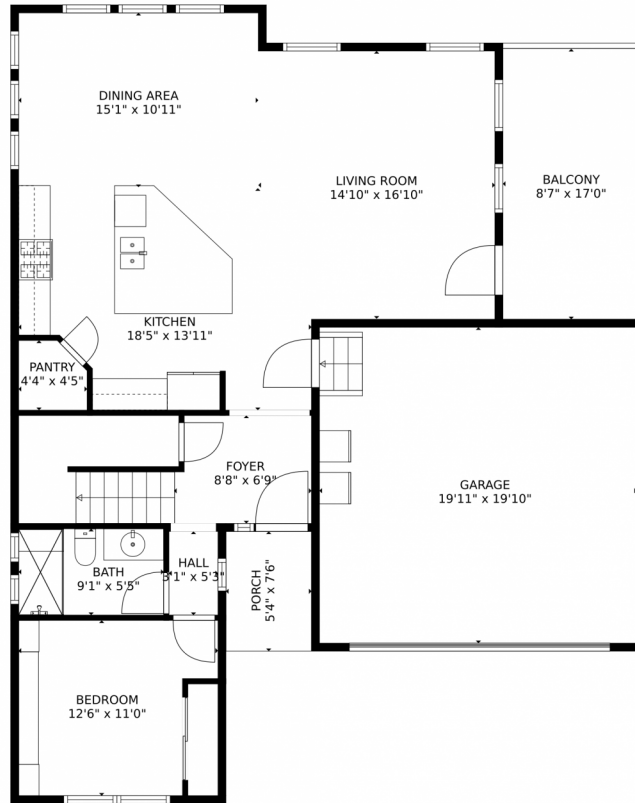 DINING AREA
15'1" x 10'11"
LIVING ROOM
14'10" x 16'10"
BALCONY
8'7" x 17'0"
KITCHEN
18'5" x 13'11"
PANTRY
4'4" x 4'5"
FOYER
8'8" x 6'9"
GARAGE
19'11" x 19'10"
HALL
3'1" x 5'3"
BATH
9'1" x 5'5"
PORCH
5'4" x 7'6"
BEDROOM
12'6" x 11'0"